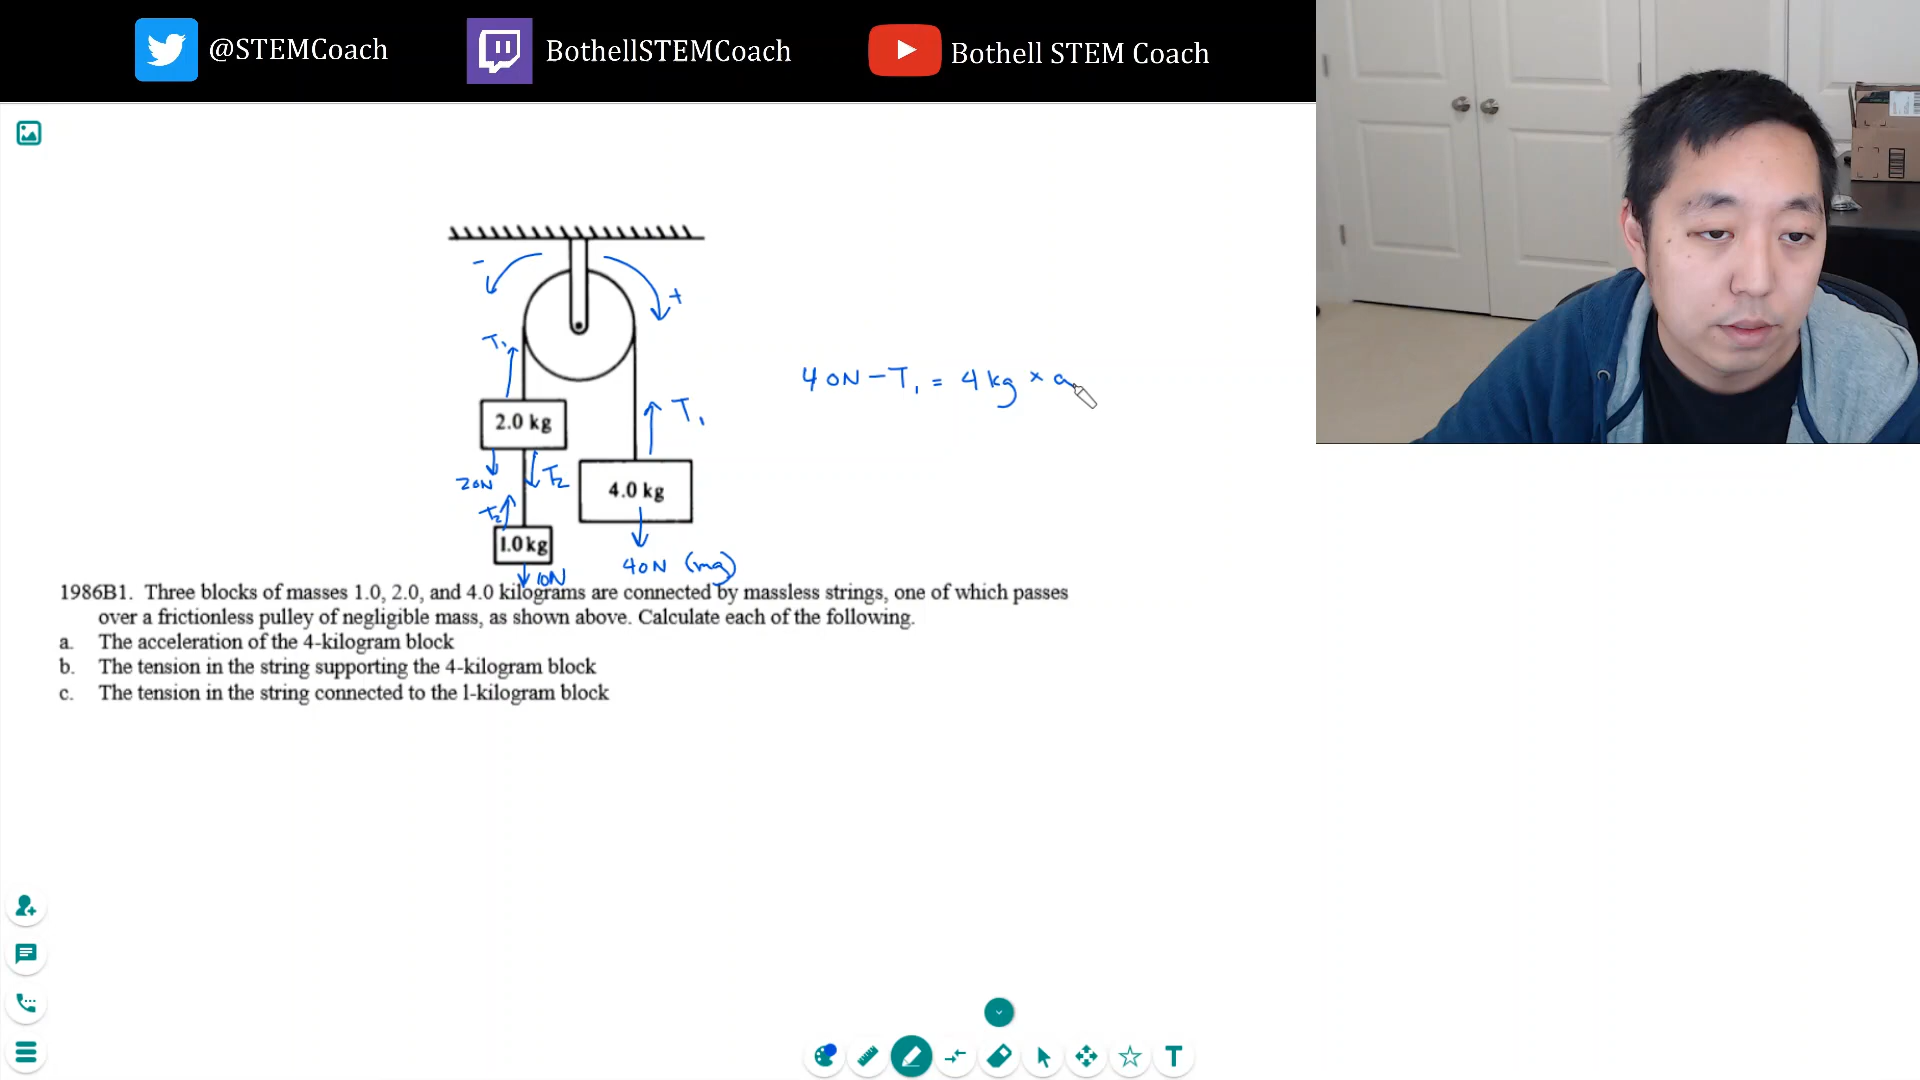 @STEMCoach BothellSTEMCoach Bothell STEM Coach
- +
T₁
40N - T₁ = 4 kg × a
T₁
2.0 kg
20N T₂
T₂
4.0 kg
1.0 kg
10N
40N (mg)
1986B1. Three blocks of masses 1.0, 2.0, and 4.0 kilograms are connected by massless strings, one of which passes
over a frictionless pulley of negligible mass, as shown above. Calculate each of the following.
a. The acceleration of the 4-kilogram block
b. The tension in the string supporting the 4-kilogram block
c. The tension in the string connected to the l-kilogram block
T